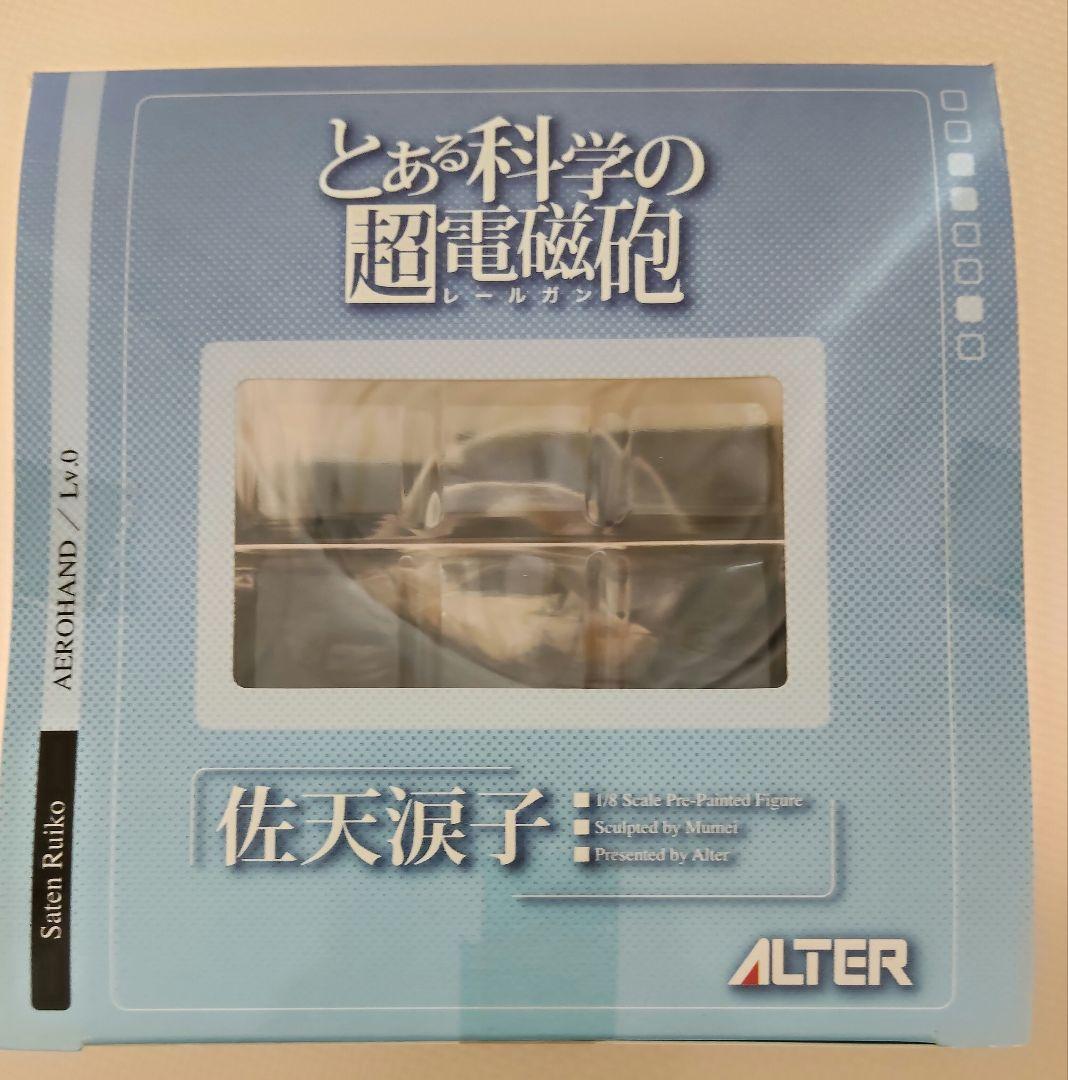 とある科学の
超電磁砲
レールガン
AEROHAND / Lv.0
Saten Ruiko
佐天涙子
1/8 Scale Pre-Painted Figure
Sculpted by Mumei
Presented by Alter
ALTER